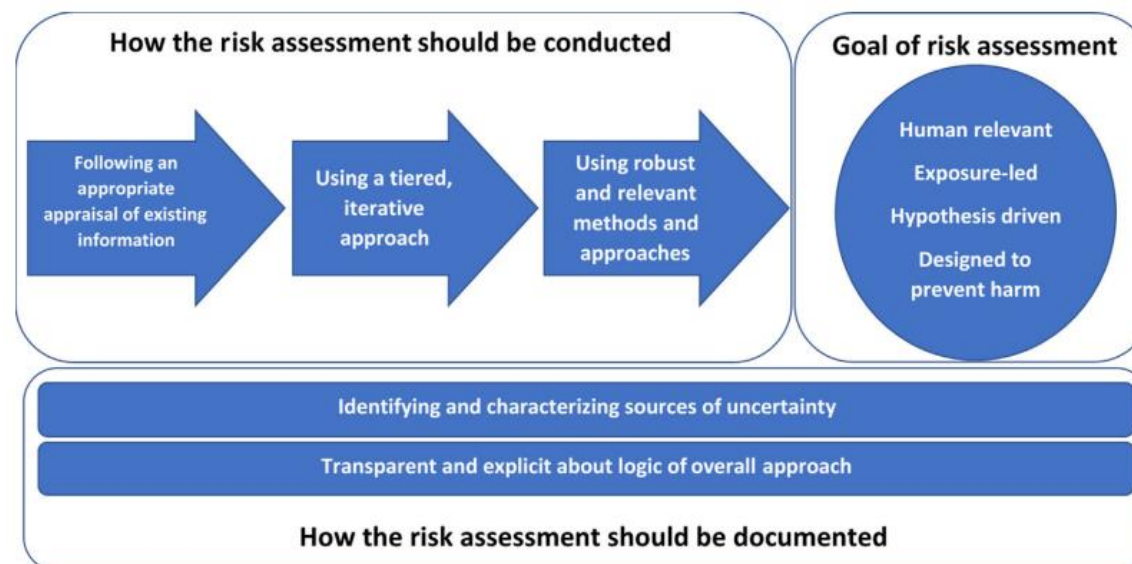 How the risk assessment should be conducted
Following an
appropriate
appraisal of existing
information
Using a tiered,
iterative
approach
Using robust
and relevant
methods and
approaches
Goal of risk assessment
Human relevant
Exposure-led
Hypothesis driven
Designed to
prevent harm
Identifying and characterizing sources of uncertainty
Transparent and explicit about logic of overall approach
How the risk assessment should be documented